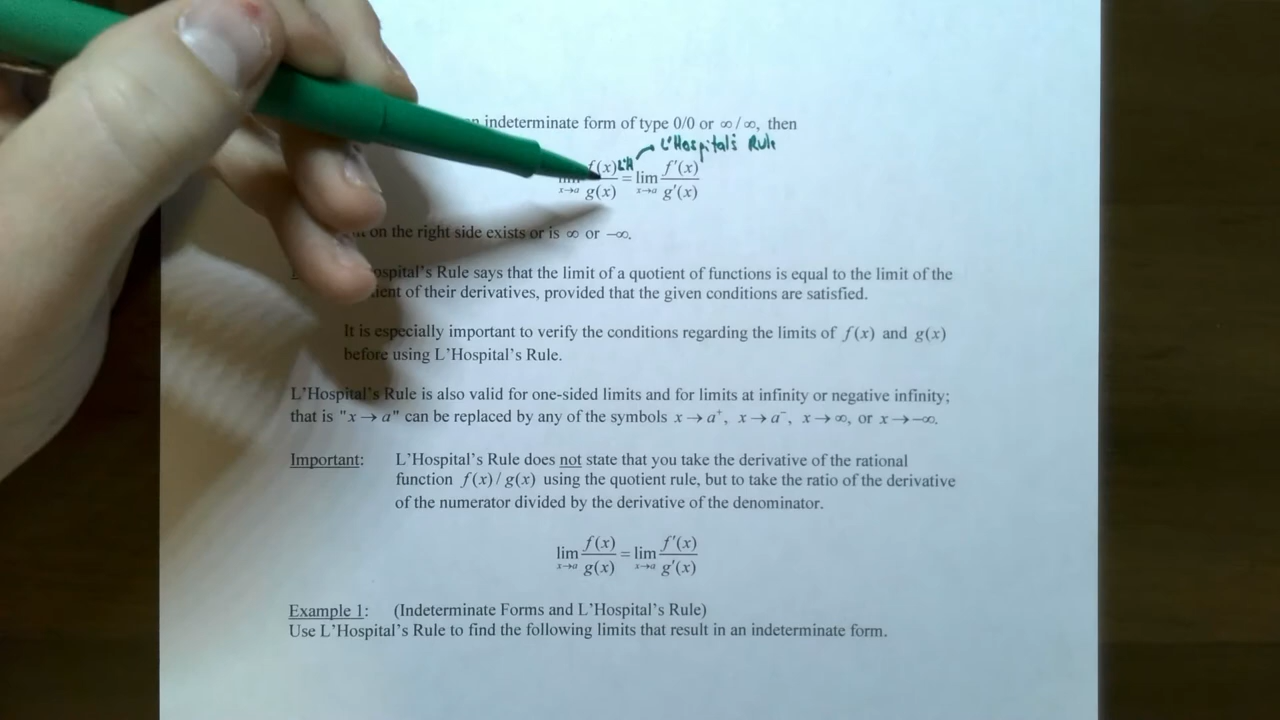 indeterminate form of type 0/0 or ∞/∞, then
L'Hospital's Rule
f(x)/g(x) L'H = lim x→a f'(x)/g'(x)
on the right side exists or is ∞ or −∞.
Rule says that the limit of a quotient of functions is equal to the limit of the
of their derivatives, provided that the given conditions are satisfied.
It is especially important to verify the conditions regarding the limits of f(x) and g(x)
before using L'Hospital's Rule.
L'Hospital's Rule is also valid for one-sided limits and for limits at infinity or negative infinity;
that is "x → a" can be replaced by any of the symbols x → a⁺, x → a⁻, x → ∞, or x → −∞.
Important: L'Hospital's Rule does not state that you take the derivative of the rational
function f(x)/g(x) using the quotient rule, but to take the ratio of the derivative
of the numerator divided by the derivative of the denominator.
lim x→a f(x)/g(x) = lim x→a f'(x)/g'(x)
Example 1: (Indeterminate Forms and L'Hospital's Rule)
Use L'Hospital's Rule to find the following limits that result in an indeterminate form.